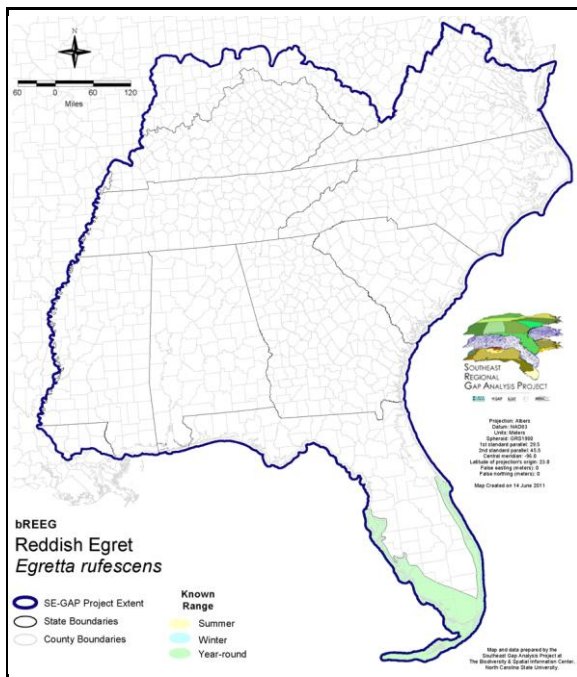 N
60 0 60 120
Miles
SOUTHEAST
REGIONAL
GAP ANALYSIS PROJECT
Projection: Albers
Datum: NAD83
Units: Meters
Spheroid: GRS1980
1st standard parallel: 29.5
2nd standard parallel: 45.5
Central meridian: -96.0
Latitude of projection's origin: 23.0
False easting (meters): 0
False northing (meters): 0
Map Created on 14 June 2011
bREEG
Reddish Egret
Egretta rufescens
SE-GAP Project Extent
State Boundaries
County Boundaries
Known
Range
Summer
Winter
Year-round
Map and data prepared by the
Southeast Gap Analysis Project at
The Biodiversity & Spatial Information Center,
North Carolina State University.